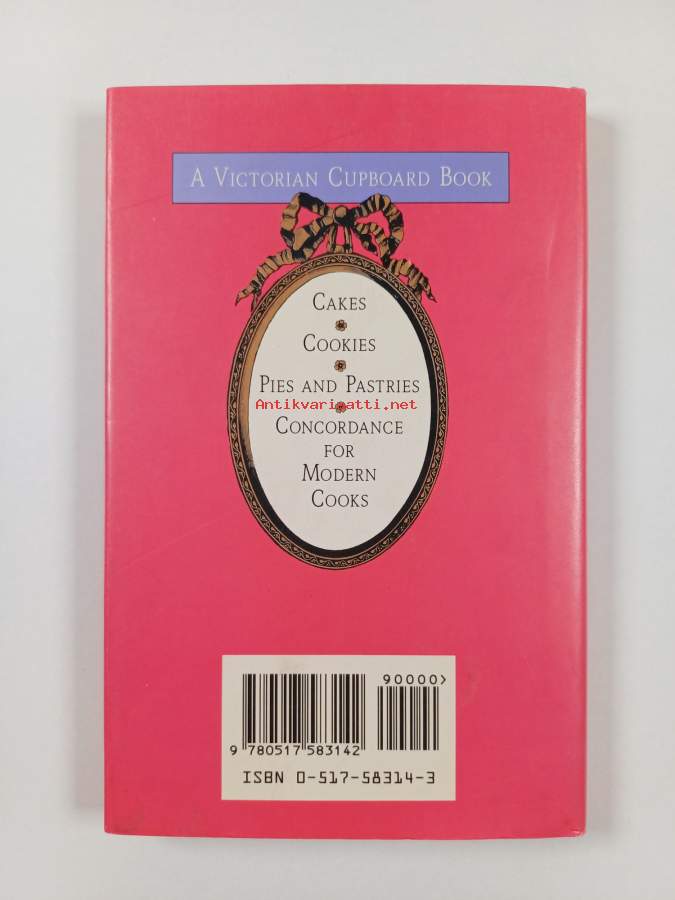 A Victorian Cupboard Book
Cakes
Cookies
Pies and Pastries
Antikvariaatti.net
Concordance
for
Modern
Cooks
90000>
9 780517 583142
ISBN 0-517-58314-3